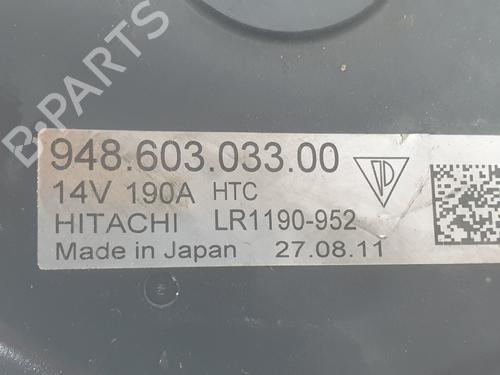 B-PARTS
948.603.033.00
14V 190A HTC
HITACHI LR1190-952
Made in Japan 27.08.11